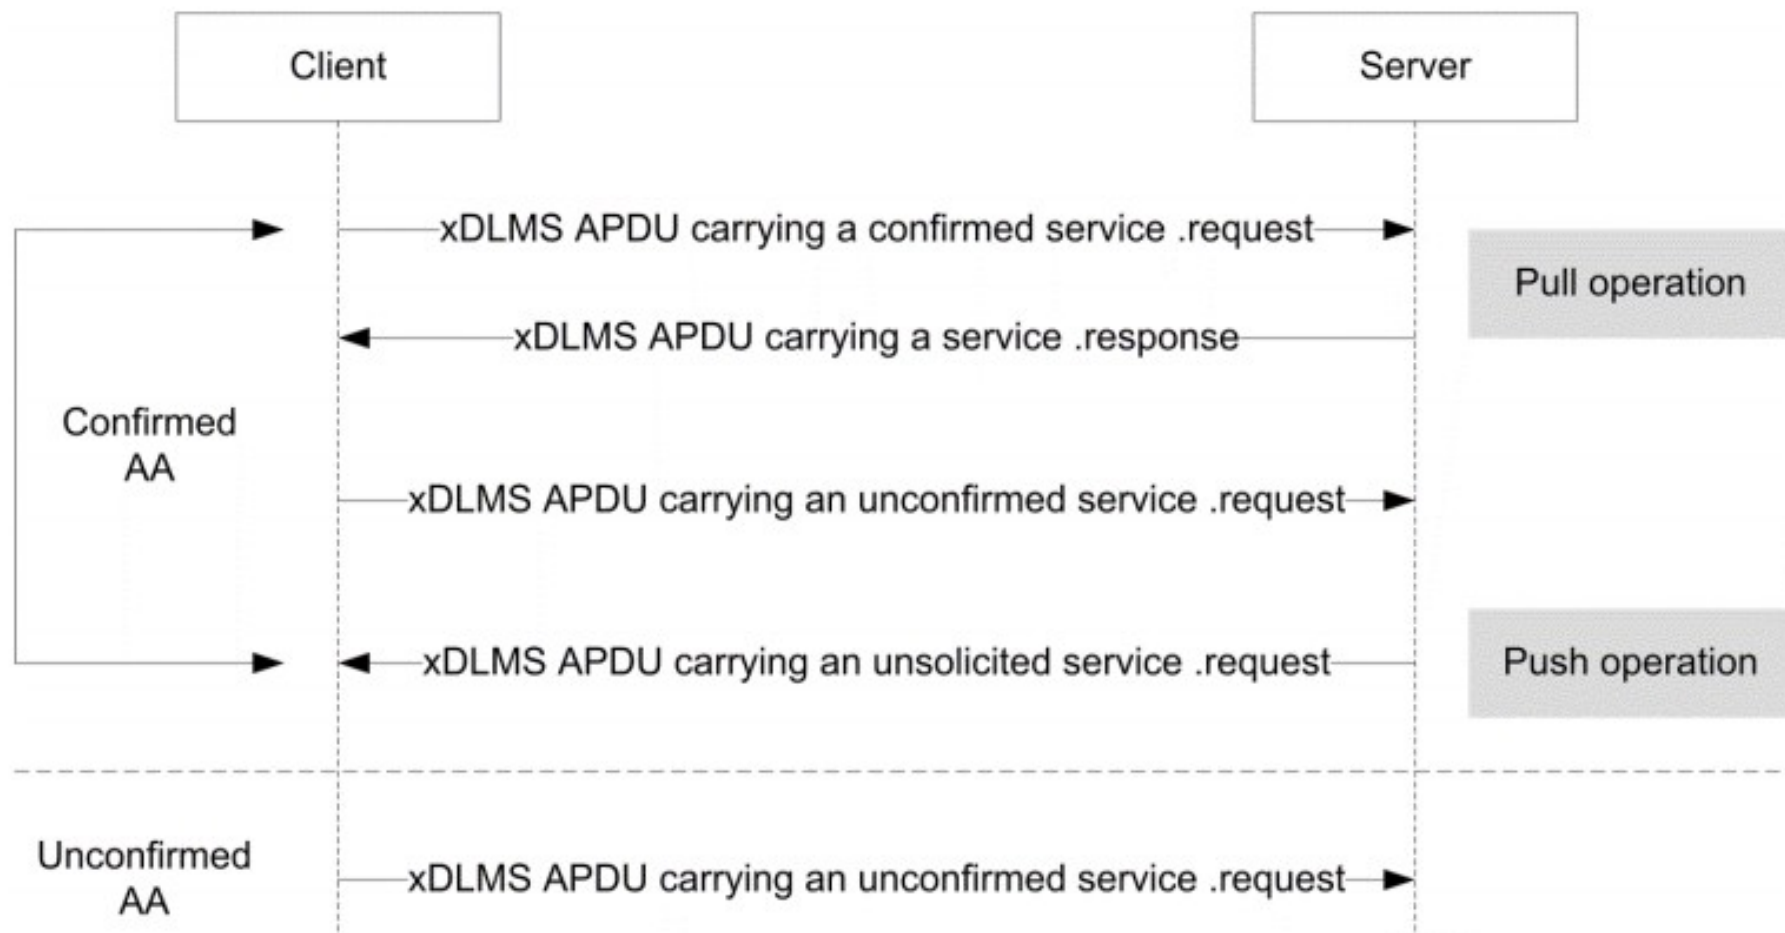 Client
Server
xDLMS APDU carrying a confirmed service .request
Pull operation
xDLMS APDU carrying a service .response
Confirmed
AA
xDLMS APDU carrying an unconfirmed service .request
xDLMS APDU carrying an unsolicited service .request
Push operation
Unconfirmed
AA
xDLMS APDU carrying an unconfirmed service .request